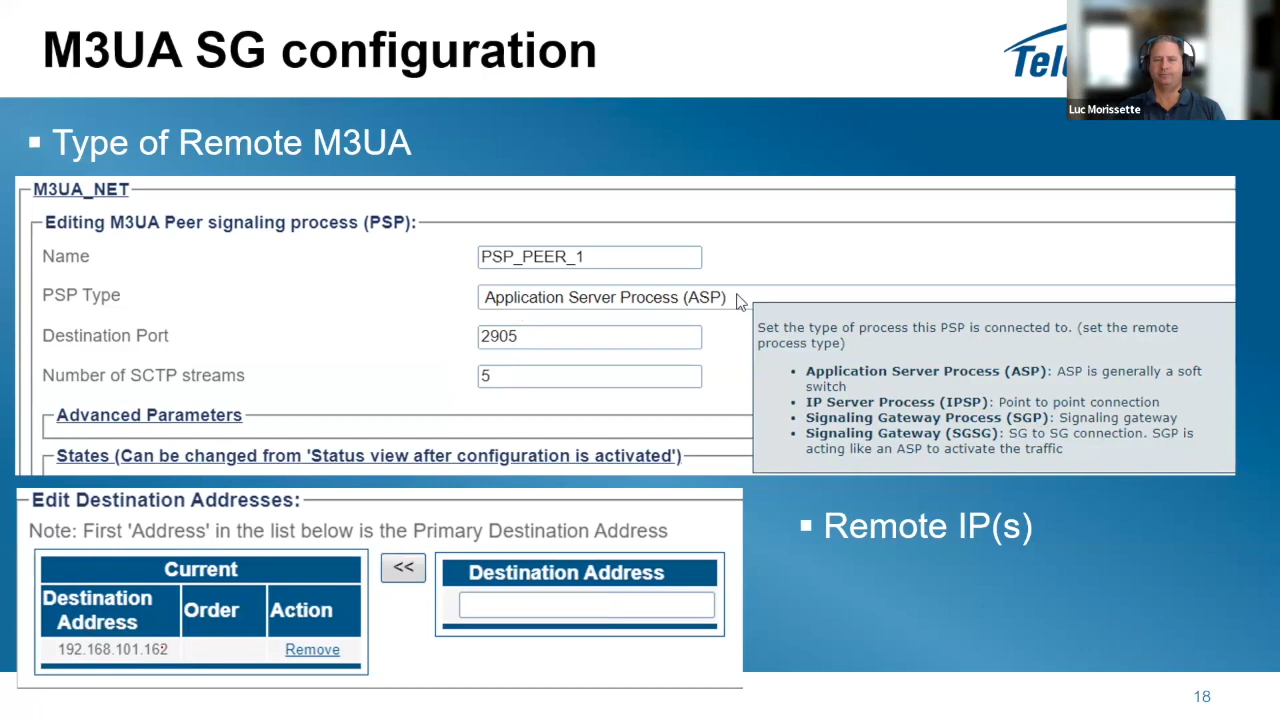 M3UA SG configuration
Luc Morissette
Type of Remote M3UA
M3UA_NET
Editing M3UA Peer signaling process (PSP):
Name
PSP_PEER_1
PSP Type
Application Server Process (ASP)
Destination Port
2905
Number of SCTP streams
5
Advanced Parameters
States (Can be changed from 'Status view after configuration is activated')
Set the type of process this PSP is connected to. (set the remote
process type)
• Application Server Process (ASP): ASP is generally a soft
switch
• IP Server Process (IPSP): Point to point connection
• Signaling Gateway Process (SGP): Signaling gateway
• Signaling Gateway (SGSG): SG to SG connection. SGP is
acting like an ASP to activate the traffic
Edit Destination Addresses:
Note: First 'Address' in the list below is the Primary Destination Address
Current
Destination
Address
Order
Action
192.168.101.162
Remove
<<
Destination Address
Remote IP(s)
18